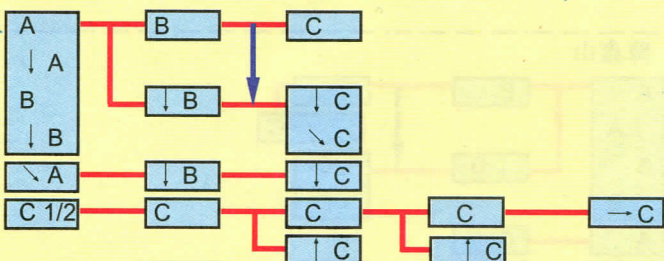 A B C
↓ A
B
↓ B ↓ B ↓ C
↘ C
↘ A ↓ B ↓ C
C 1/2 C C C → C
↑ C ↑ C